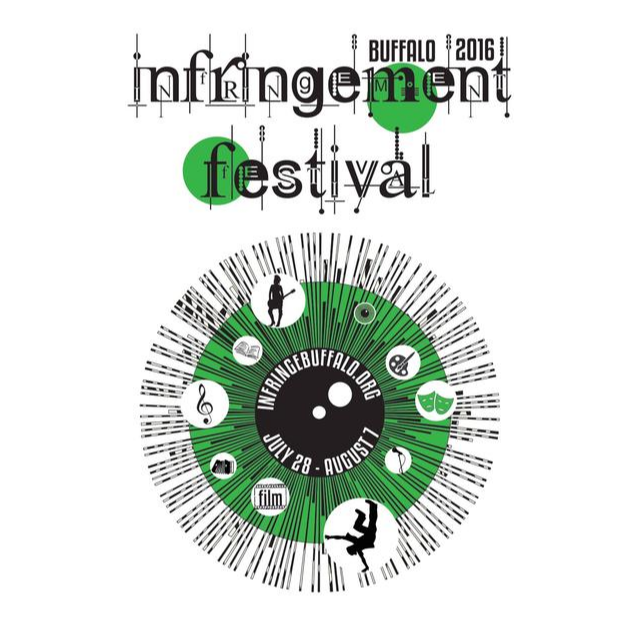 BUFFALO 2016
infringement
festival
INFRINGEBUFFALO.ORG
film
JULY 28 - AUGUST 7